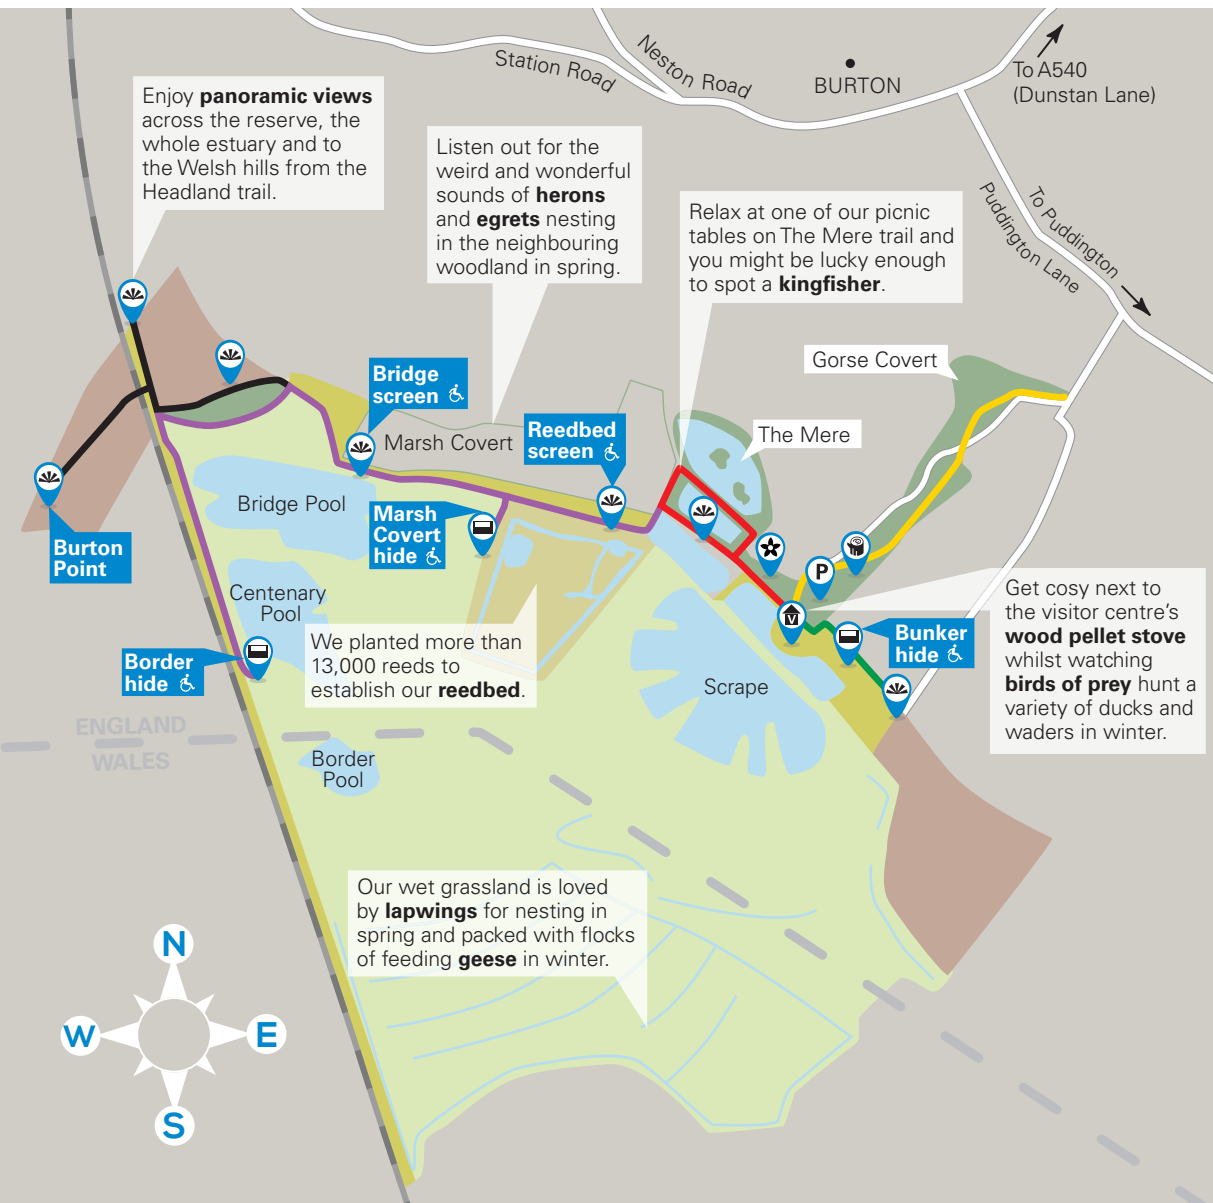 Station Road
Neston Road
BURTON
To A540
(Dunstan Lane)
Enjoy panoramic views
across the reserve, the
whole estuary and to
the Welsh hills from the
Headland trail.
Listen out for the
weird and wonderful
sounds of herons
and egrets nesting
in the neighbouring
woodland in spring.
Relax at one of our picnic
tables on The Mere trail and
you might be lucky enough
to spot a kingfisher.
To Puddington
Puddington Lane
Gorse Covert
Bridge
screen
Marsh Covert
Reedbed
screen
The Mere
Bridge Pool
Marsh
Covert
hide
Burton
Point
P
V
Centenary
Pool
We planted more than
13,000 reeds to
establish our reedbed.
Border
hide
Bunker
hide
Get cosy next to
the visitor centre's
wood pellet stove
whilst watching
birds of prey hunt a
variety of ducks and
waders in winter.
Scrape
ENGLAND
WALES
Border
Pool
Our wet grassland is loved
by lapwings for nesting in
spring and packed with flocks
of feeding geese in winter.
N
W
E
S